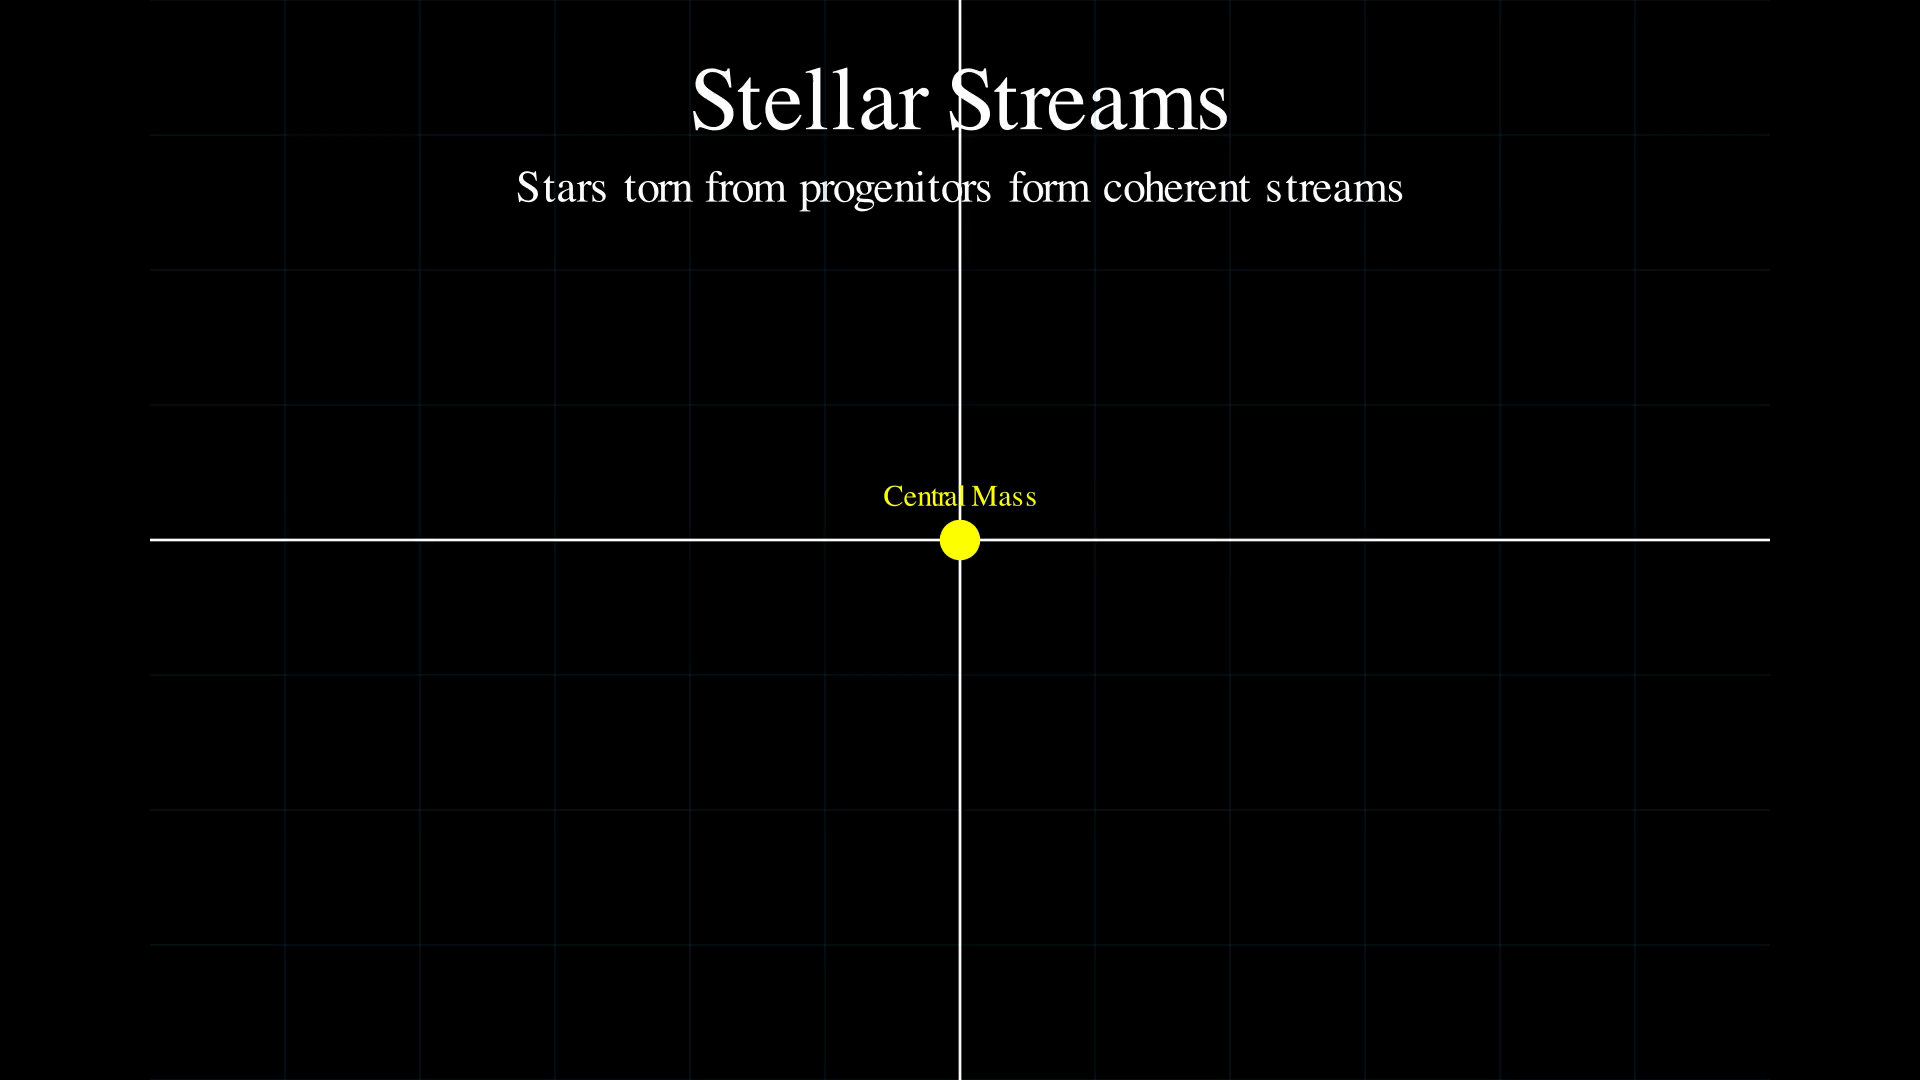 Stellar Streams
Stars torn from progenitors form coherent streams
Central Mass